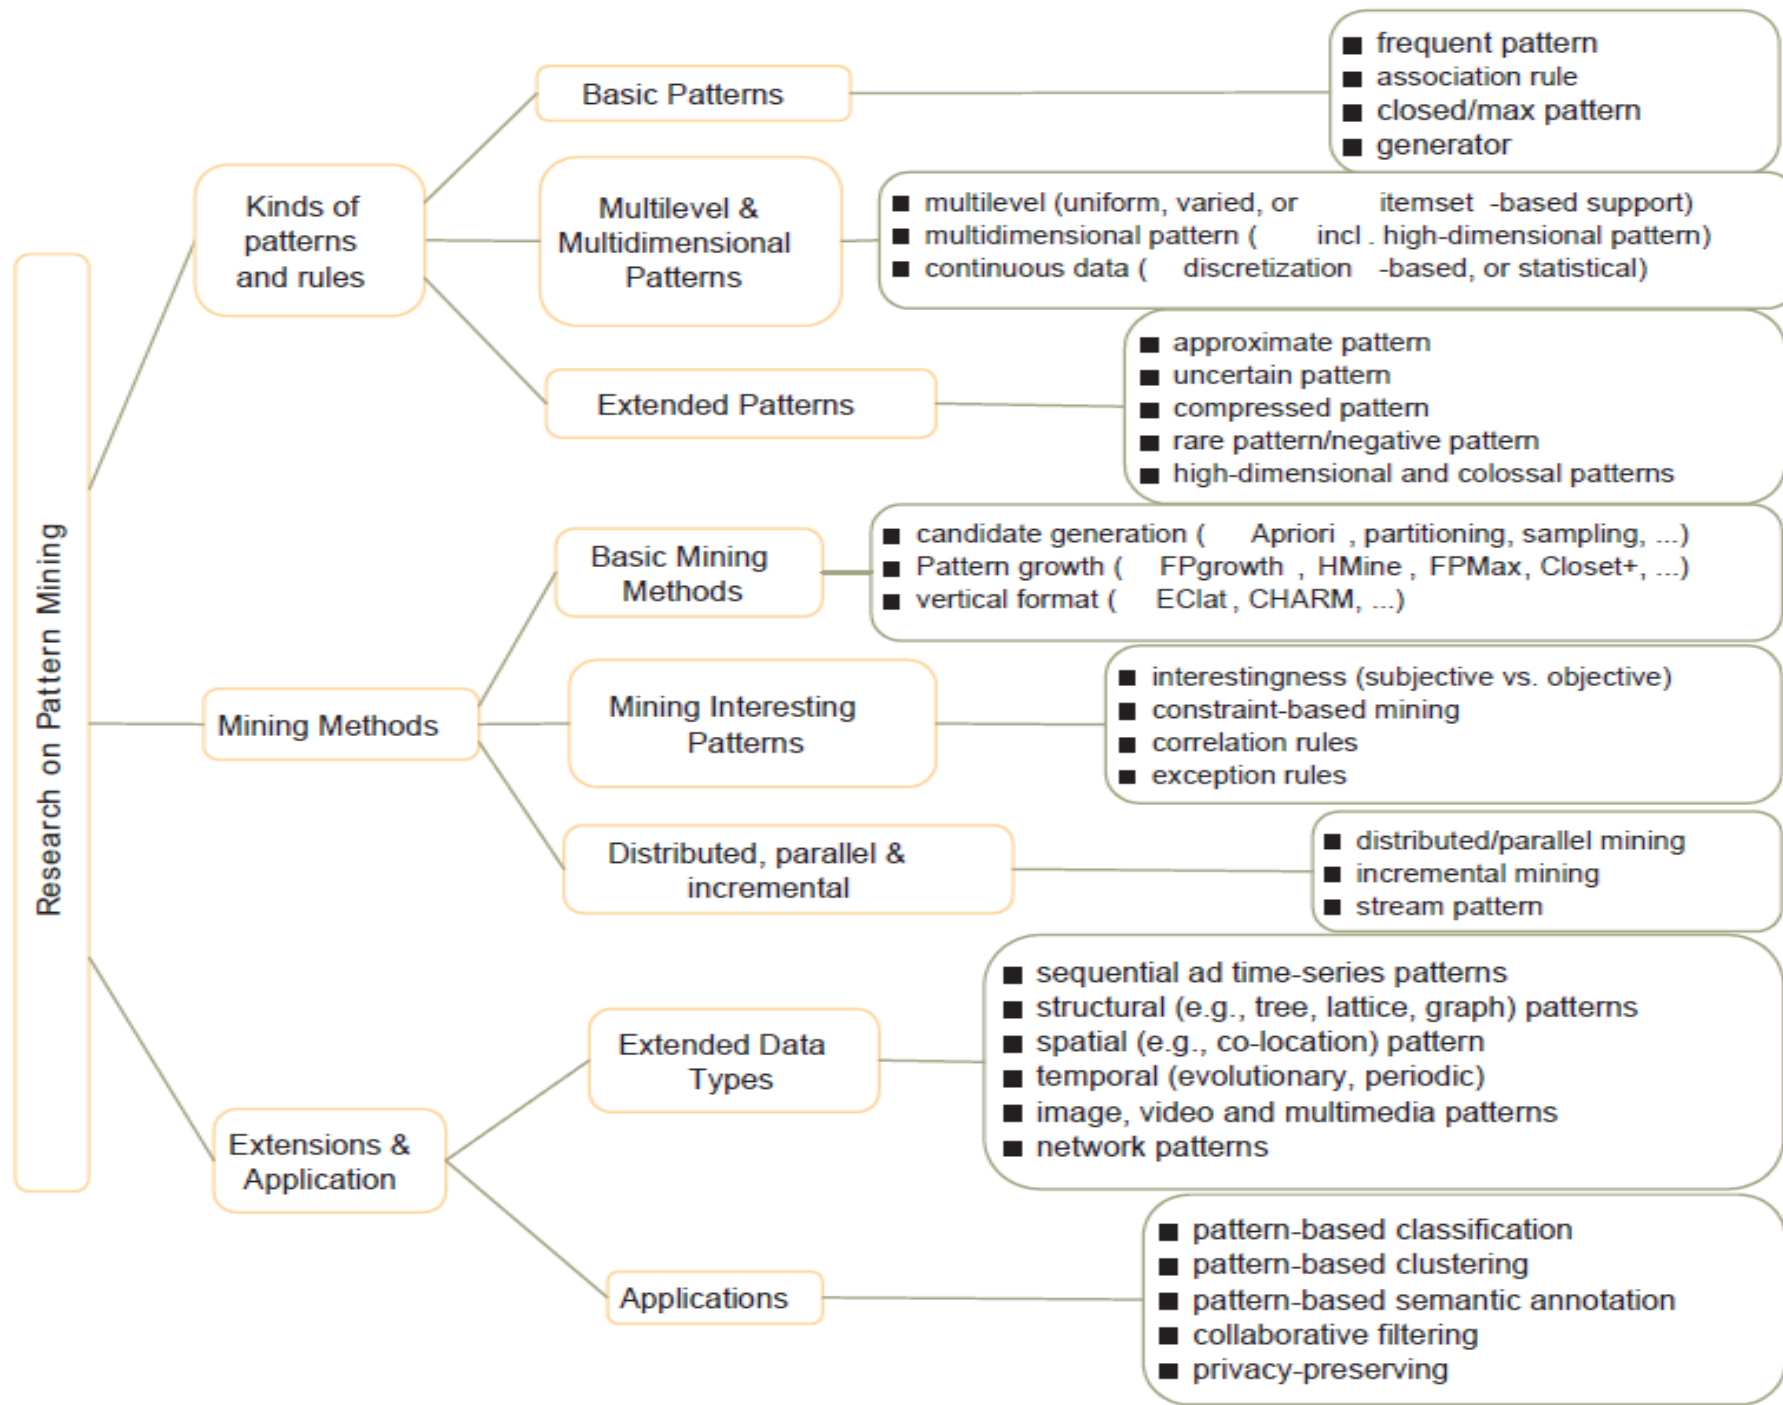 Research on Pattern Mining
Kinds of
patterns
and rules
Basic Patterns
■ frequent pattern
■ association rule
■ closed/max pattern
■ generator
Multilevel &
Multidimensional
Patterns
■ multilevel (uniform, varied, or itemset -based support)
■ multidimensional pattern ( incl . high-dimensional pattern)
■ continuous data ( discretization -based, or statistical)
Extended Patterns
■ approximate pattern
■ uncertain pattern
■ compressed pattern
■ rare pattern/negative pattern
■ high-dimensional and colossal patterns
Mining Methods
Basic Mining
Methods
■ candidate generation ( Apriori , partitioning, sampling, ...)
■ Pattern growth ( FPgrowth , HMine , FPMax, Closet+, ...)
■ vertical format ( EClat , CHARM, ...)
Mining Interesting
Patterns
■ interestingness (subjective vs. objective)
■ constraint-based mining
■ correlation rules
■ exception rules
Distributed, parallel &
incremental
■ distributed/parallel mining
■ incremental mining
■ stream pattern
Extensions &
Application
Extended Data
Types
■ sequential ad time-series patterns
■ structural (e.g., tree, lattice, graph) patterns
■ spatial (e.g., co-location) pattern
■ temporal (evolutionary, periodic)
■ image, video and multimedia patterns
■ network patterns
Applications
■ pattern-based classification
■ pattern-based clustering
■ pattern-based semantic annotation
■ collaborative filtering
■ privacy-preserving